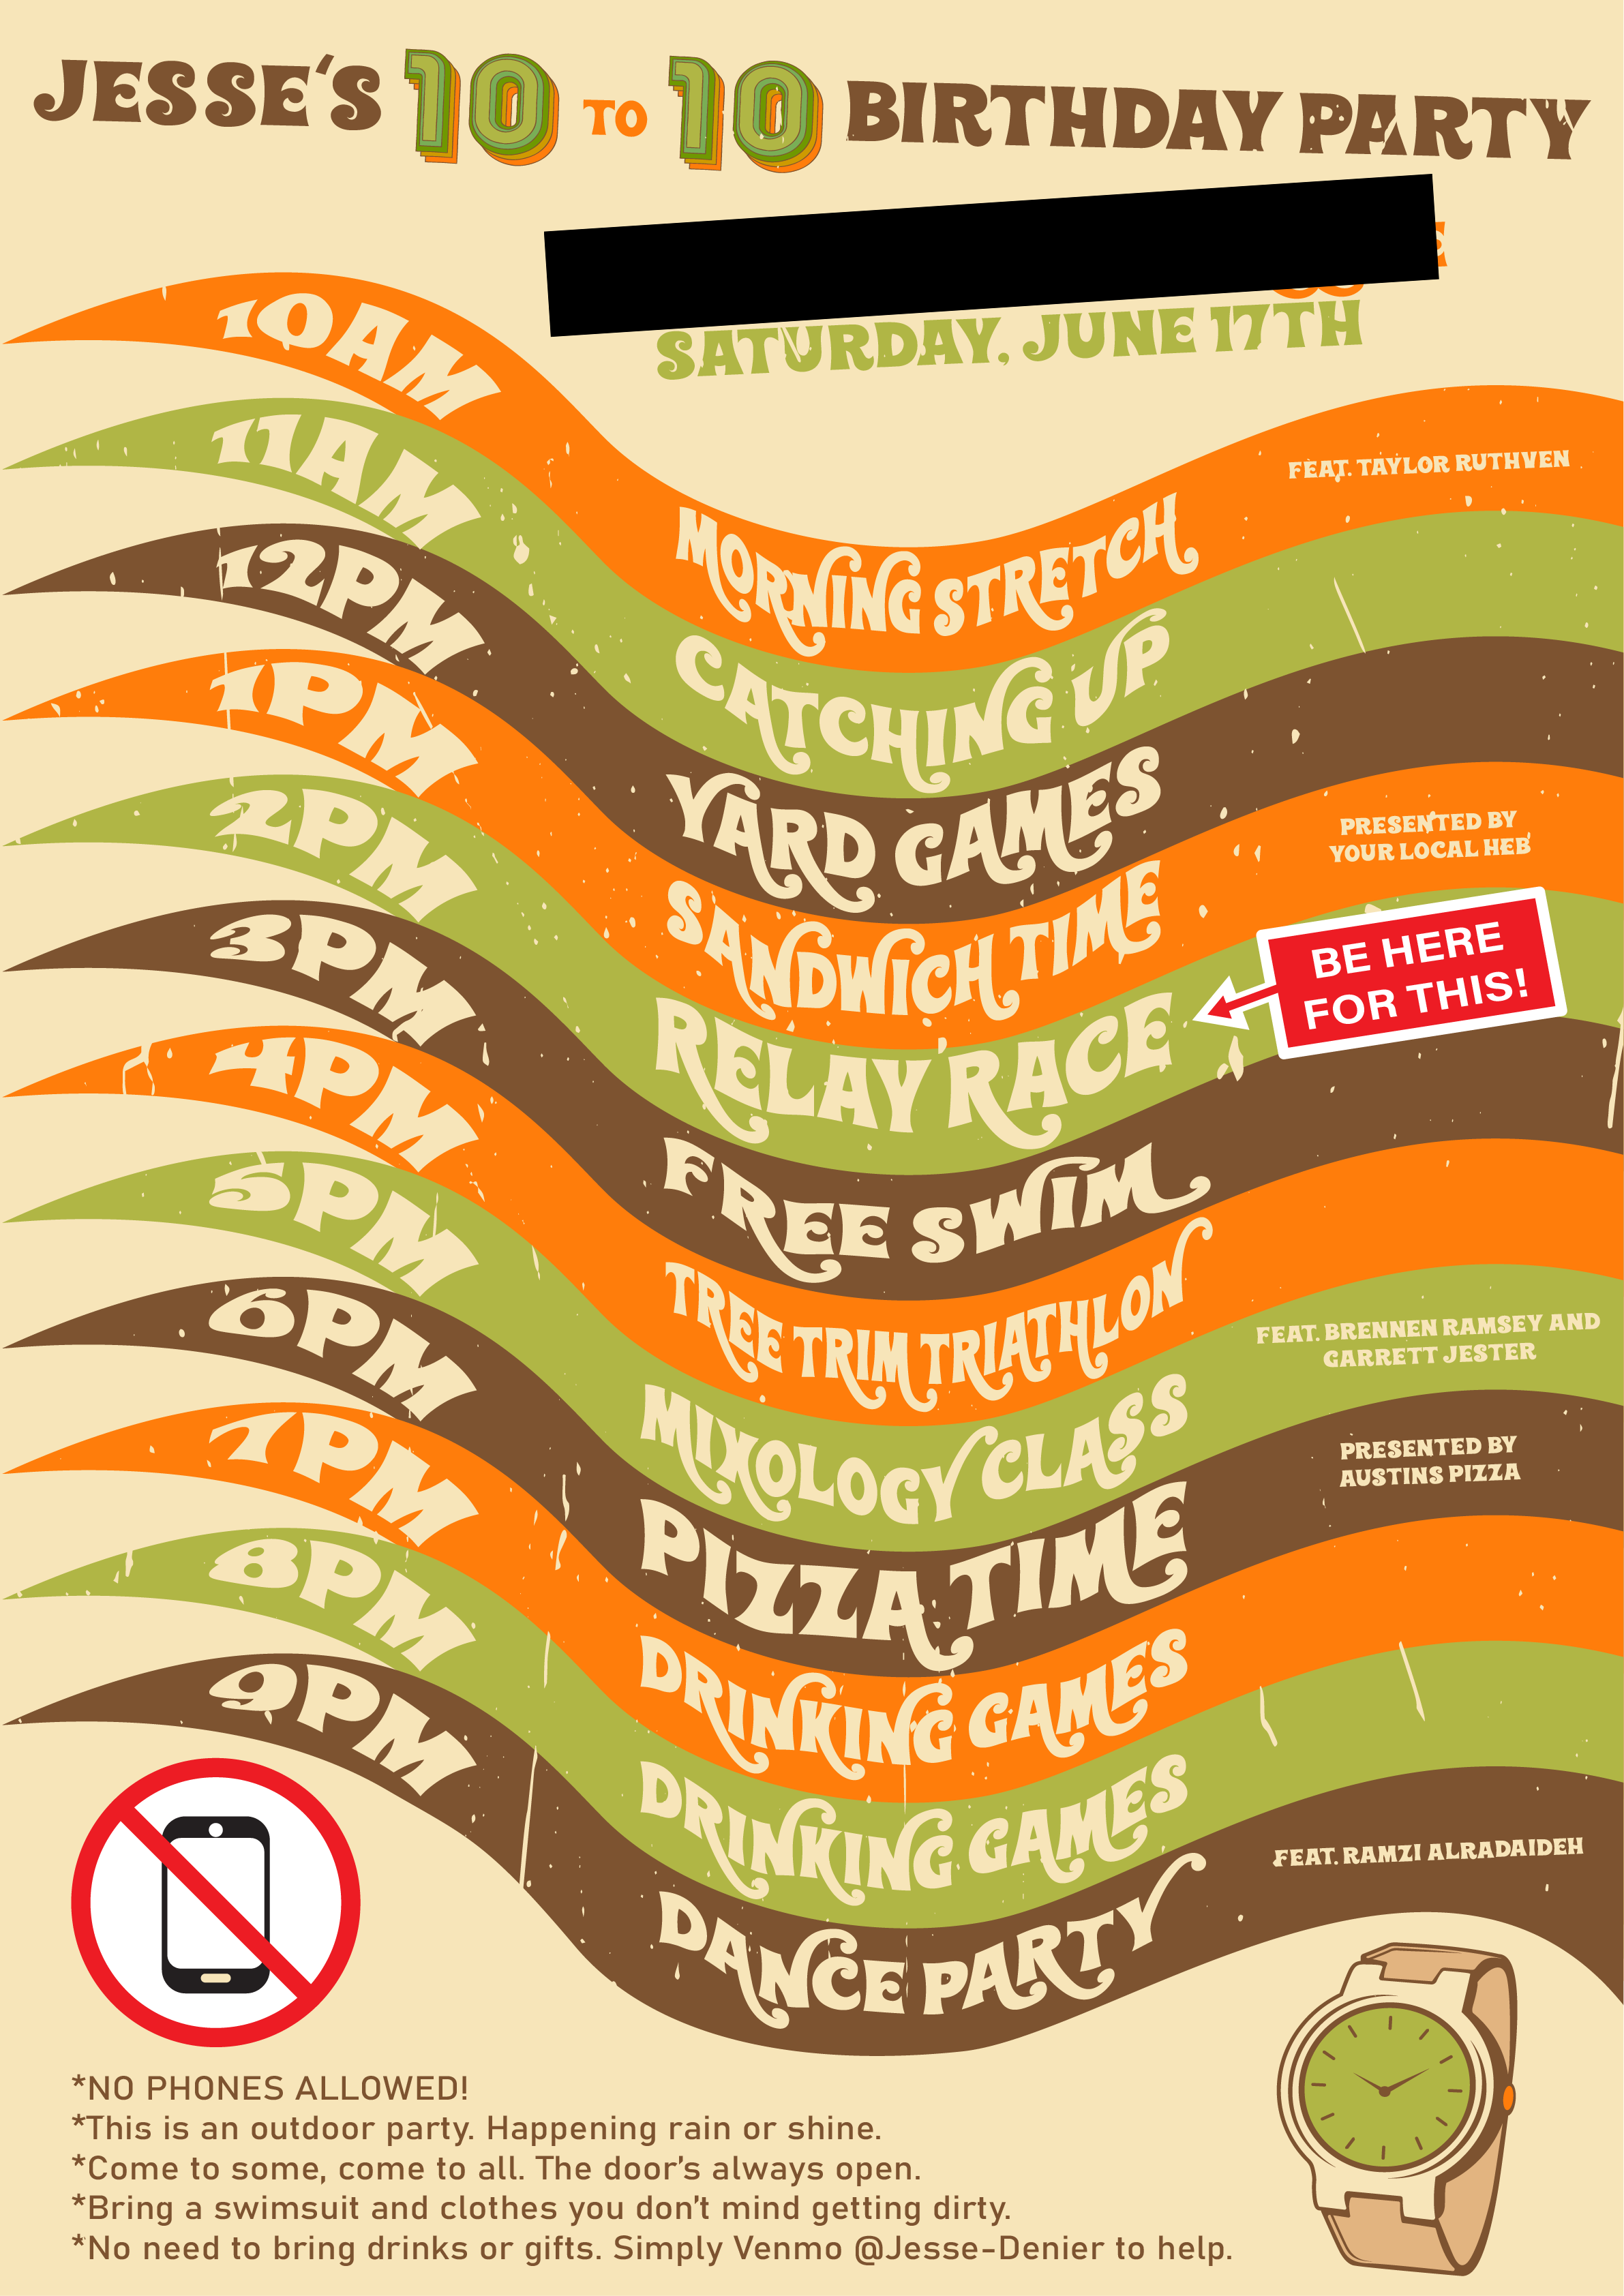 JESSE'S 10 TO 10 BIRTHDAY PARTY
SATURDAY, JUNE 17TH
10AM MORNING STRETCH FEAT. TAYLOR RUTHVEN
11AM CATCHING UP
12PM YARD GAMES
1PM SANDWICH TIME PRESENTED BY
YOUR LOCAL HEB
2PM RELAY RACE BE HERE
FOR THIS!
3PM FREE SWIM
4PM TREE TRIM TRIATHLON
5PM MIXOLOGY CLASS FEAT. BRENNEN RAMSEY AND
GARRETT JESTER
6PM PIZZA TIME PRESENTED BY
AUSTINS PIZZA
7PM DRINKING GAMES
8PM DRINKING GAMES
9PM DANCE PARTY FEAT. RAMZI ALRADAIDEH
*NO PHONES ALLOWED!
*This is an outdoor party. Happening rain or shine.
*Come to some, come to all. The door's always open.
*Bring a swimsuit and clothes you don't mind getting dirty.
*No need to bring drinks or gifts. Simply Venmo @Jesse-Denier to help.